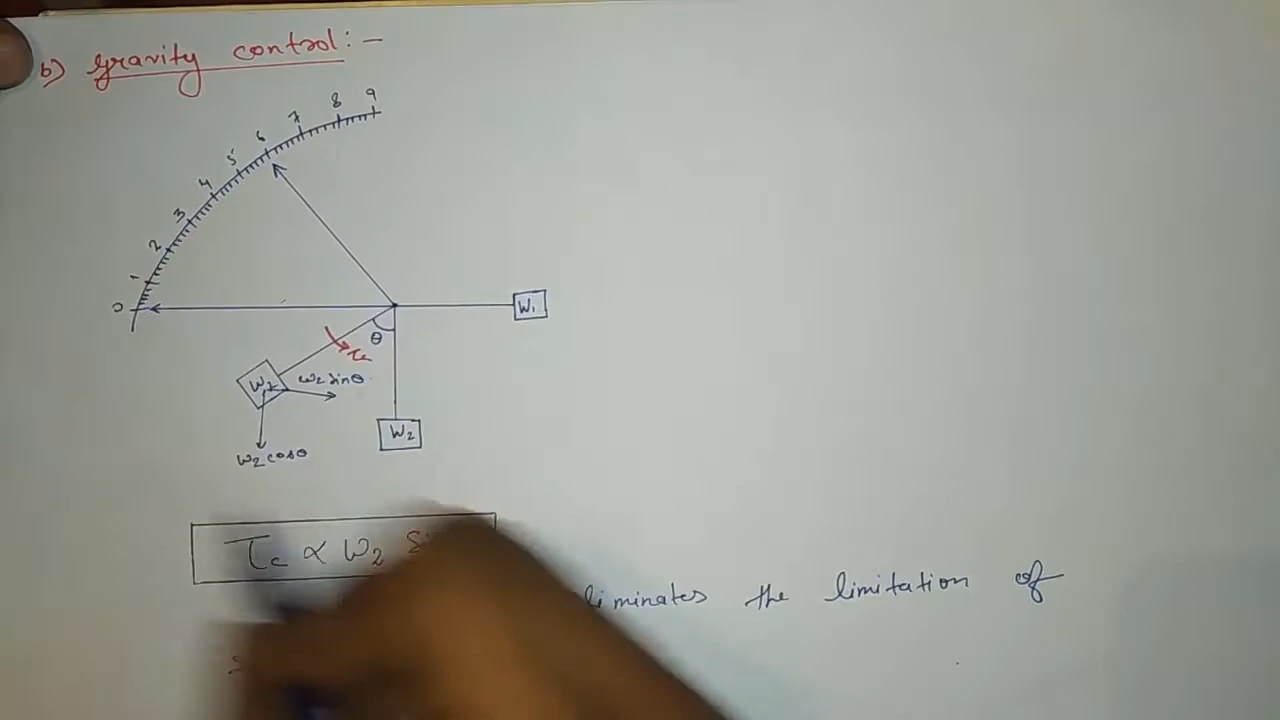 b) gravity control:-
9
8
7
6
5
4
3
2
1
0
W1
θ
Tc
W2 w2 sinθ
W2
w2 cosθ
Tc ∝ W2
the limitation of